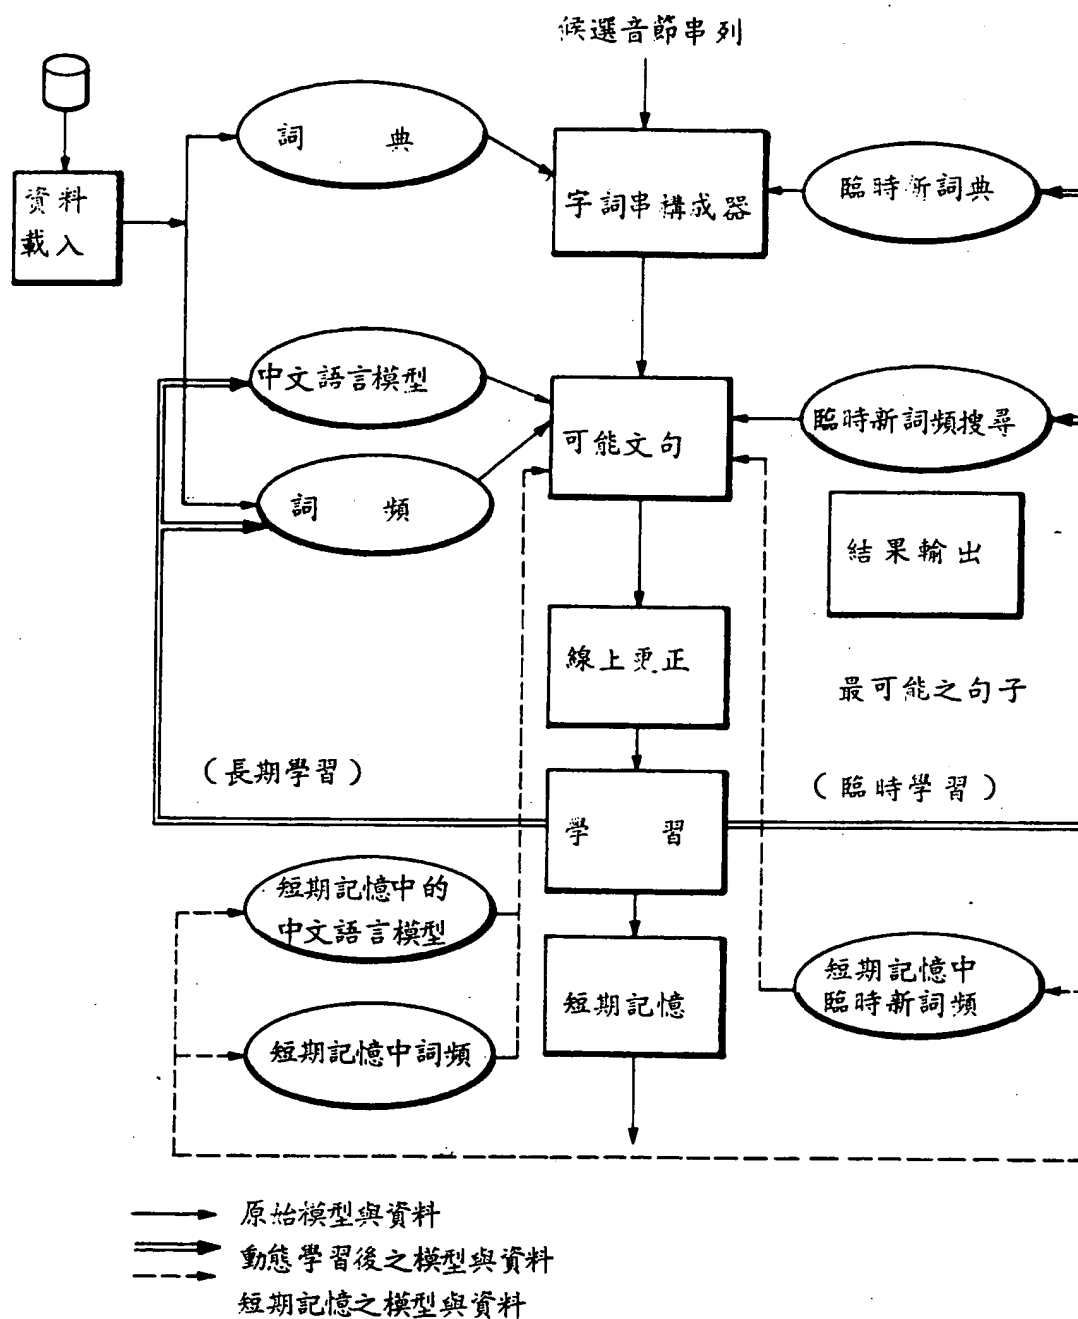 候選音節串列
詞典
資料
載入
字詞串構成器
臨時新詞典
中文語言模型
可能文句
臨時新詞頻搜尋
詞頻
結果輸出
線上更正
最可能之句子
（長期學習）
（臨時學習）
學習
短期記憶中的
中文語言模型
短期記憶
短期記憶中
臨時新詞頻
短期記憶中詞頻
原始模型與資料
動態學習後之模型與資料
短期記憶之模型與資料